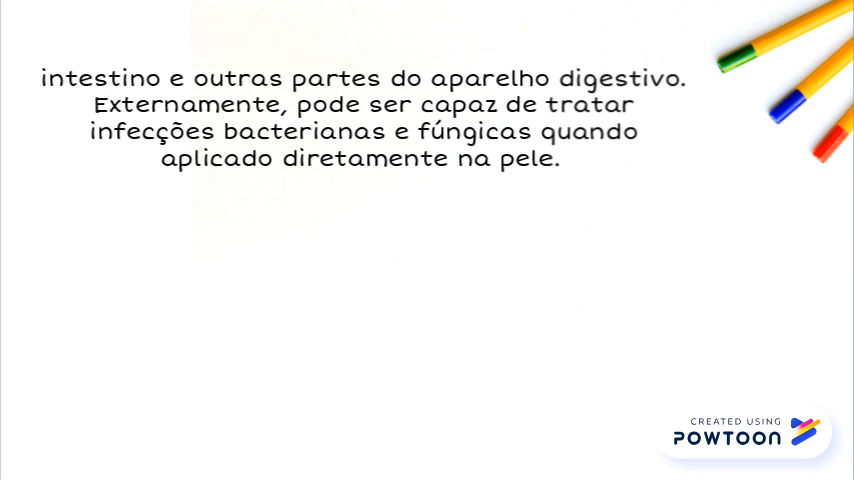 intestino e outras partes do aparelho digestivo.
Externamente, pode ser capaz de tratar
infecções bacterianas e fúngicas quando
aplicado diretamente na pele.
CREATED USING
POWTOON